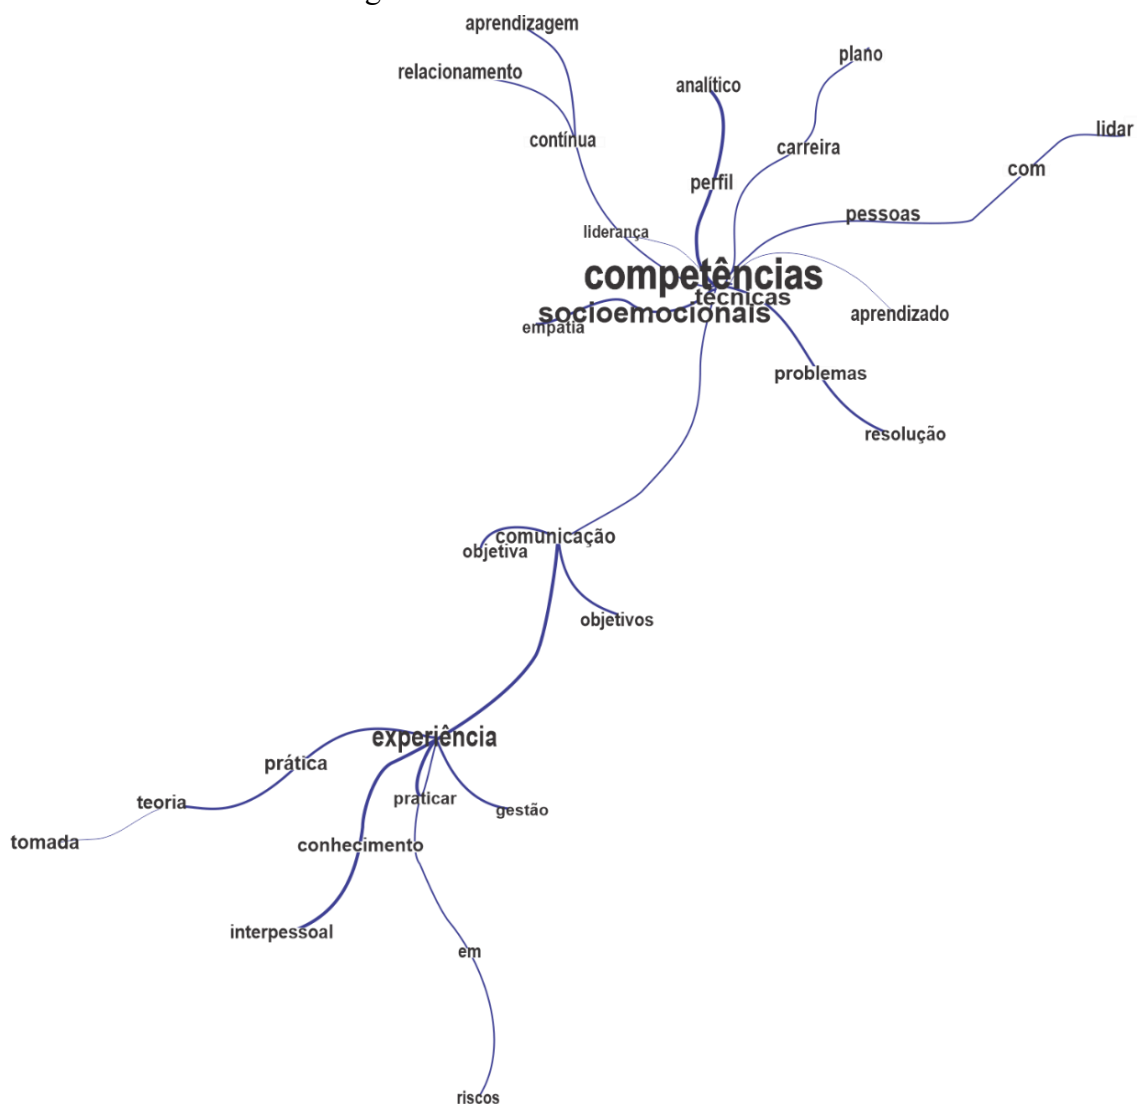 aprendizagem
plano
relacionamento
analítico
lidar
contínua
carreira
com
perfil
pessoas
liderança
competências
técnicas
socioemocionais
aprendizado
empatia
problemas
resolução
comunicação
objetiva
objetivos
experiência
prática
praticar
teoria
gestão
tomada
conhecimento
interpessoal
em
riscos